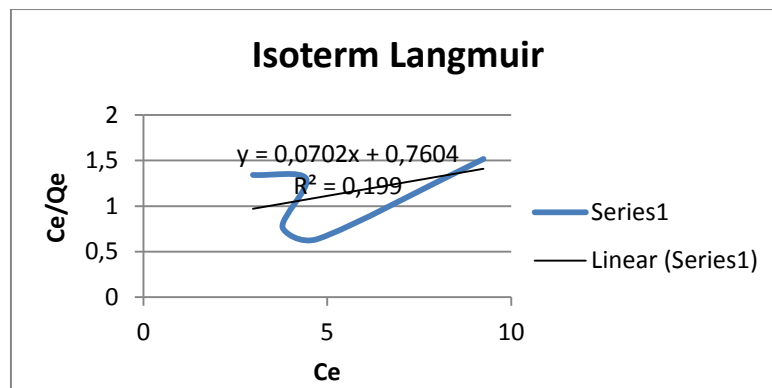 Isoterm Langmuir
2
1,5
1
0,5
0
0
5
10
Ce/Qe
Ce
y = 0,0702x + 0,7604
R² = 0,199
Series1
Linear (Series1)